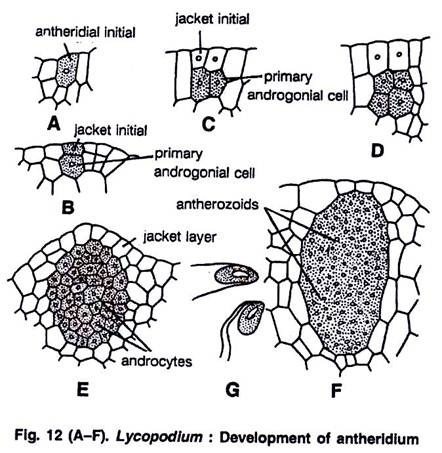 antheridial initial
jacket initial
primary
androgonial cell
A
C
D
jacket initial
primary
androgonial cell
B
antherozoids
jacket layer
androcytes
E
G
F
Fig. 12 (A–F). Lycopodium : Development of antheridium